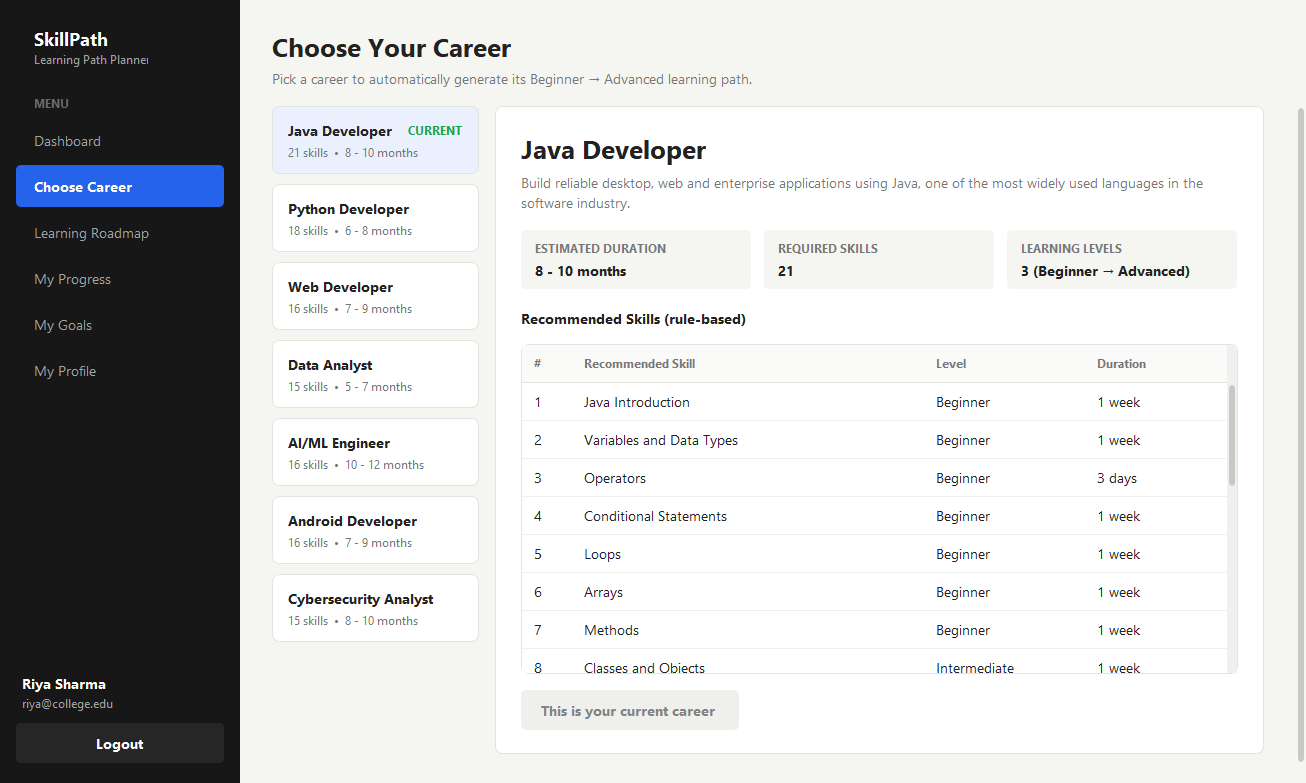 SkillPath
Learning Path Planner
MENU
Dashboard
Choose Career
Learning Roadmap
My Progress
My Goals
My Profile
Riya Sharma
riya@college.edu
Logout
Choose Your Career
Pick a career to automatically generate its Beginner → Advanced learning path.
Java Developer CURRENT
21 skills • 8 - 10 months
Python Developer
18 skills • 6 - 8 months
Web Developer
16 skills • 7 - 9 months
Data Analyst
15 skills • 5 - 7 months
AI/ML Engineer
16 skills • 10 - 12 months
Android Developer
16 skills • 7 - 9 months
Cybersecurity Analyst
15 skills • 8 - 10 months
Java Developer
Build reliable desktop, web and enterprise applications using Java, one of the most widely used languages in the
software industry.
ESTIMATED DURATION
8 - 10 months
REQUIRED SKILLS
21
LEARNING LEVELS
3 (Beginner → Advanced)
Recommended Skills (rule-based)
# Recommended Skill Level Duration
1 Java Introduction Beginner 1 week
2 Variables and Data Types Beginner 1 week
3 Operators Beginner 3 days
4 Conditional Statements Beginner 1 week
5 Loops Beginner 1 week
6 Arrays Beginner 1 week
7 Methods Beginner 1 week
8 Classes and Objects Intermediate 1 week
This is your current career